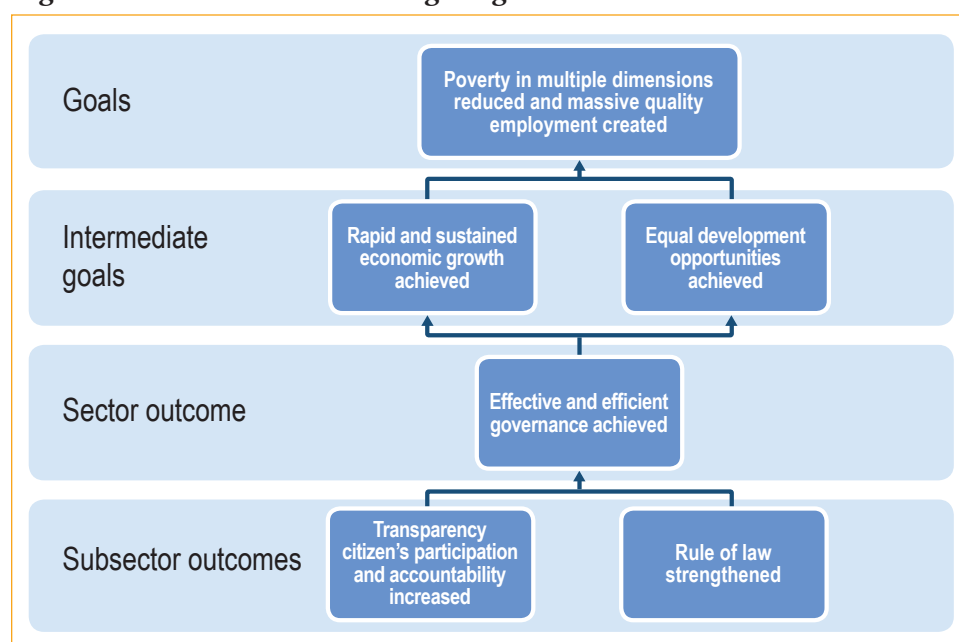 Goals
Poverty in multiple dimensions
reduced and massive quality
employment created
Intermediate
goals
Rapid and sustained
economic growth
achieved
Equal development
opportunities
achieved
Sector outcome
Effective and efficient
governance achieved
Subsector outcomes
Transparency
citizen's participation
and accountability
increased
Rule of law
strengthened